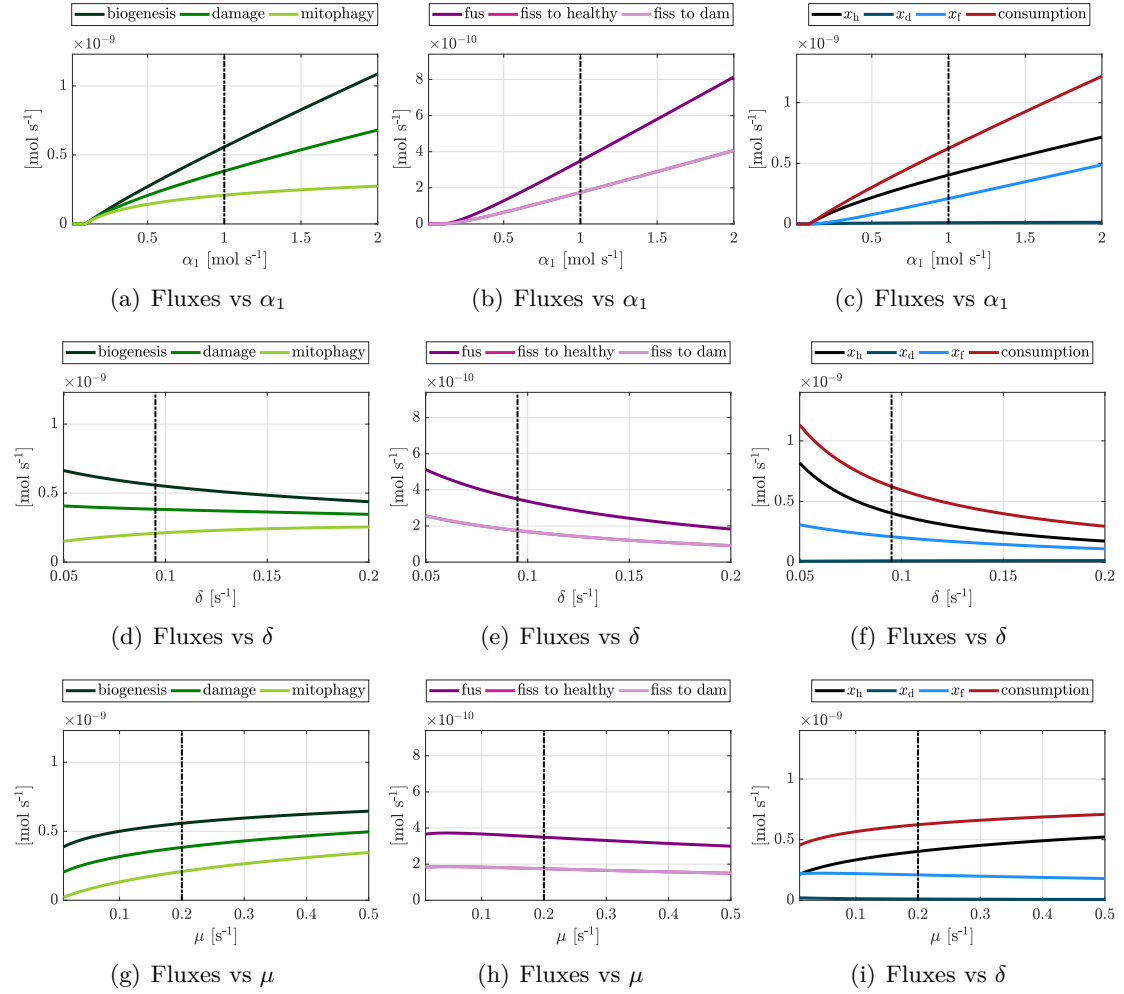 biogenesis damage mitophagy
×10⁻⁹
[mol s⁻¹]
1
0.5
0
0.5 1 1.5 2
α₁ [mol s⁻¹]
(a) Fluxes vs α₁
fus fiss to healthy fiss to dam
×10⁻¹⁰
[mol s⁻¹]
8
6
4
2
0
0.5 1 1.5 2
α₁ [mol s⁻¹]
(b) Fluxes vs α₁
x_h x_d x_f consumption
×10⁻⁹
[mol s⁻¹]
1
0.5
0
0.5 1 1.5 2
α₁ [mol s⁻¹]
(c) Fluxes vs α₁
biogenesis damage mitophagy
×10⁻⁹
[mol s⁻¹]
1
0.5
0
0.05 0.1 0.15 0.2
δ [s⁻¹]
(d) Fluxes vs δ
fus fiss to healthy fiss to dam
×10⁻¹⁰
[mol s⁻¹]
8
6
4
2
0
0.05 0.1 0.15 0.2
δ [s⁻¹]
(e) Fluxes vs δ
x_h x_d x_f consumption
×10⁻⁹
[mol s⁻¹]
1
0.5
0
0.05 0.1 0.15 0.2
δ [s⁻¹]
(f) Fluxes vs δ
biogenesis damage mitophagy
×10⁻⁹
[mol s⁻¹]
1
0.5
0
0.1 0.2 0.3 0.4 0.5
μ [s⁻¹]
(g) Fluxes vs μ
fus fiss to healthy fiss to dam
×10⁻¹⁰
[mol s⁻¹]
8
6
4
2
0
0.1 0.2 0.3 0.4 0.5
μ [s⁻¹]
(h) Fluxes vs μ
x_h x_d x_f consumption
×10⁻⁹
[mol s⁻¹]
1
0.5
0
0.1 0.2 0.3 0.4 0.5
μ [s⁻¹]
(i) Fluxes vs δ